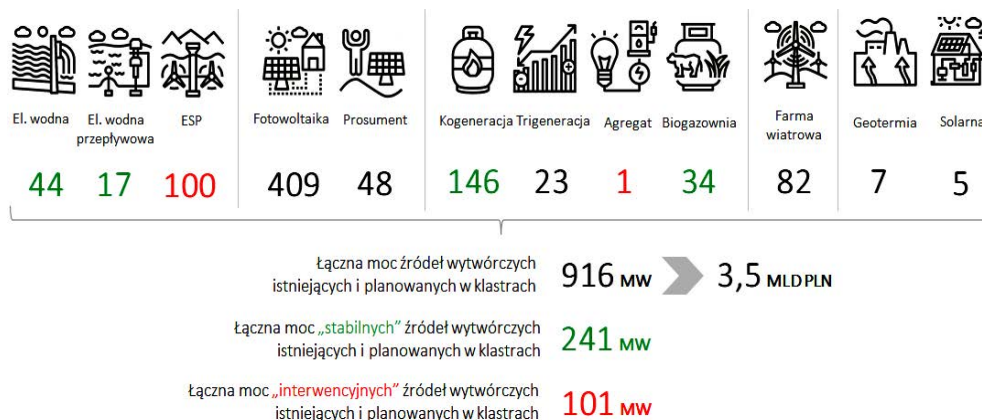 El. wodna
El. wodna
przepływowa
ESP
Fotowoltaika
Prosument
Kogeneracja
Trigeneracja
Agregat
Biogazownia
Farma
wiatrowa
Geotermia
Solarna
44
17
100
409
48
146
23
1
34
82
7
5
Łączna moc źródeł wytwórczych
istniejących i planowanych w klastrach
916 MW
3,5 MLD PLN
Łączna moc „stabilnych” źródeł wytwórczych
istniejących i planowanych w klastrach
241 MW
Łączna moc „interwencyjnych” źródeł wytwórczych
istniejących i planowanych w klastrach
101 MW